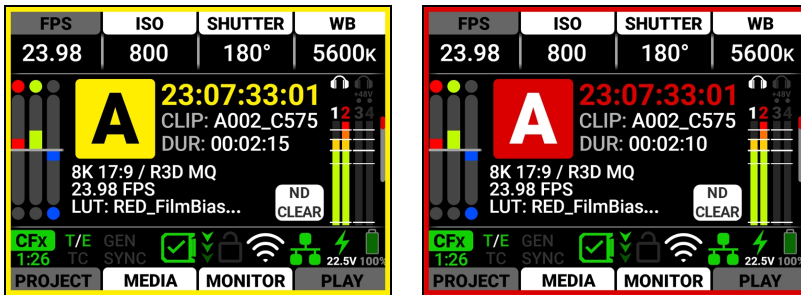 FPS ISO SHUTTER WB
23.98 800 180° 5600K
A 23:07:33:01
CLIP: A002_C575
DUR: 00:02:15
+48V
1 2 3 4
8K 17:9 / R3D MQ
23.98 FPS
LUT: RED_FilmBias...
ND
CLEAR
CFX T/E GEN
1:26 TC SYNC 22.5V 100%
PROJECT MEDIA MONITOR PLAY
FPS ISO SHUTTER WB
23.98 800 180° 5600K
A 23:07:33:01
CLIP: A002_C575
DUR: 00:02:10
+48V
1 2 3 4
8K 17:9 / R3D MQ
23.98 FPS
LUT: RED_FilmBias...
ND
CLEAR
CFX T/E GEN
1:26 TC SYNC 22.5V 100%
PROJECT MEDIA MONITOR PLAY